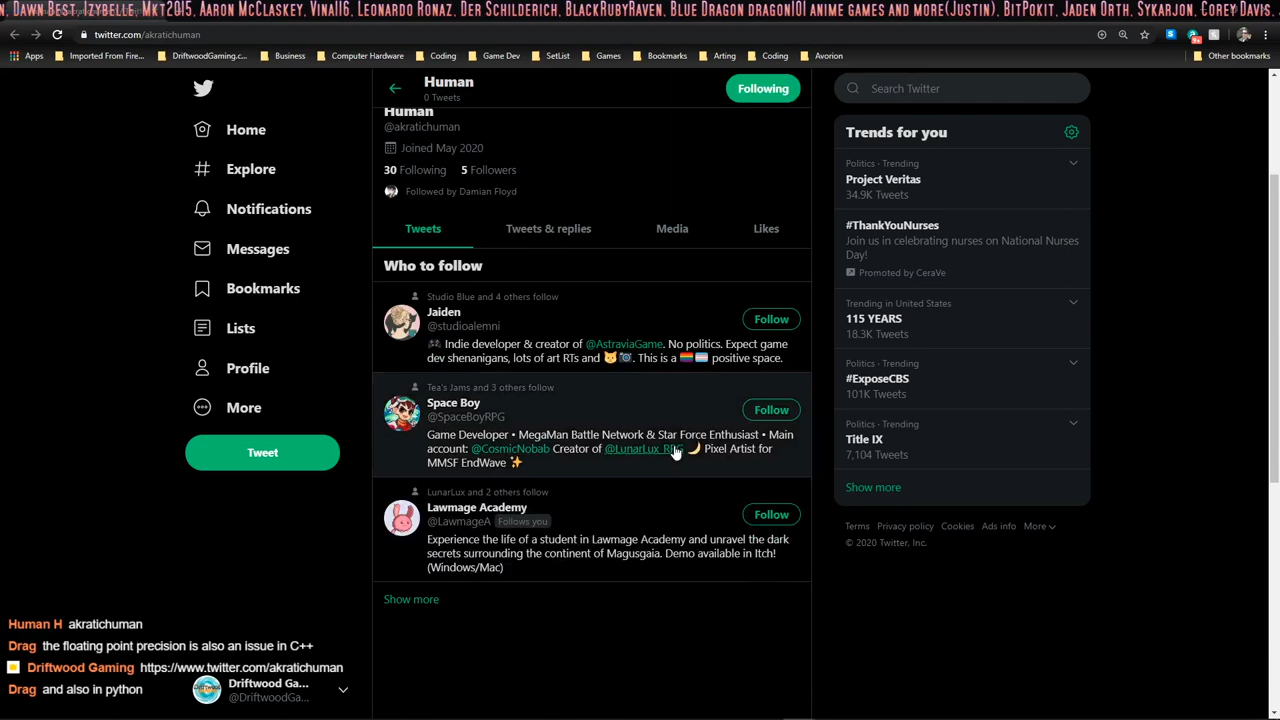 n, Dawn Best, Izybelle, Mkt2015, Aaron McClaskey, Vina116, Leonardo Ronaz, Der Schilderich, BlackRubyRaven, Blue Dragon dragon101 anime games and more(Justin), BitPokit, Jaden Orth, Sykarjon, Corey Davis,
twitter.com/akratichuman
Apps
Imported From Fire...
DriftwoodGaming.c...
Business
Computer Hardware
Coding
Game Dev
SetList
Games
Bookmarks
Arting
Coding
Avorion
Other bookmarks
Home
Explore
Notifications
Messages
Bookmarks
Lists
Profile
More
Tweet
Human
0 Tweets
Following
Human
@akratichuman
Joined May 2020
30 Following 5 Followers
Followed by Damian Floyd
Tweets
Tweets & replies
Media
Likes
Who to follow
Studio Blue and 4 others follow
Jaiden
@studioalemni
Follow
🎮 Indie developer & creator of @AstraviaGame. No politics. Expect game
dev shenanigans, lots of art RTs and 🐱📷. This is a 🏳️‍🌈🏳️‍⚧️ positive space.
Tea's Jams and 3 others follow
Space Boy
@SpaceBoyRPG
Follow
Game Developer • MegaMan Battle Network & Star Force Enthusiast • Main
account: @CosmicNobab Creator of @LunarLux_RPG 🌙 Pixel Artist for
MMSF EndWave ✨
LunarLux and 2 others follow
Lawmage Academy
@LawmageA Follows you
Follow
Experience the life of a student in Lawmage Academy and unravel the dark
secrets surrounding the continent of Magusgaia. Demo available in Itch!
(Windows/Mac)
Show more
Search Twitter
Trends for you
Politics · Trending
Project Veritas
34.9K Tweets
#ThankYouNurses
Join us in celebrating nurses on National Nurses
Day!
Promoted by CeraVe
Trending in United States
115 YEARS
18.3K Tweets
Politics · Trending
#ExposeCBS
101K Tweets
Politics · Trending
Title IX
7,104 Tweets
Show more
Terms Privacy policy Cookies Ads info More
© 2020 Twitter, Inc.
Human H akratichuman
Drag the floating point precision is also an issue in C++
Driftwood Gaming https://www.twitter.com/akratichuman
Drag and also in python
Driftwood Ga...
@DriftwoodGa...